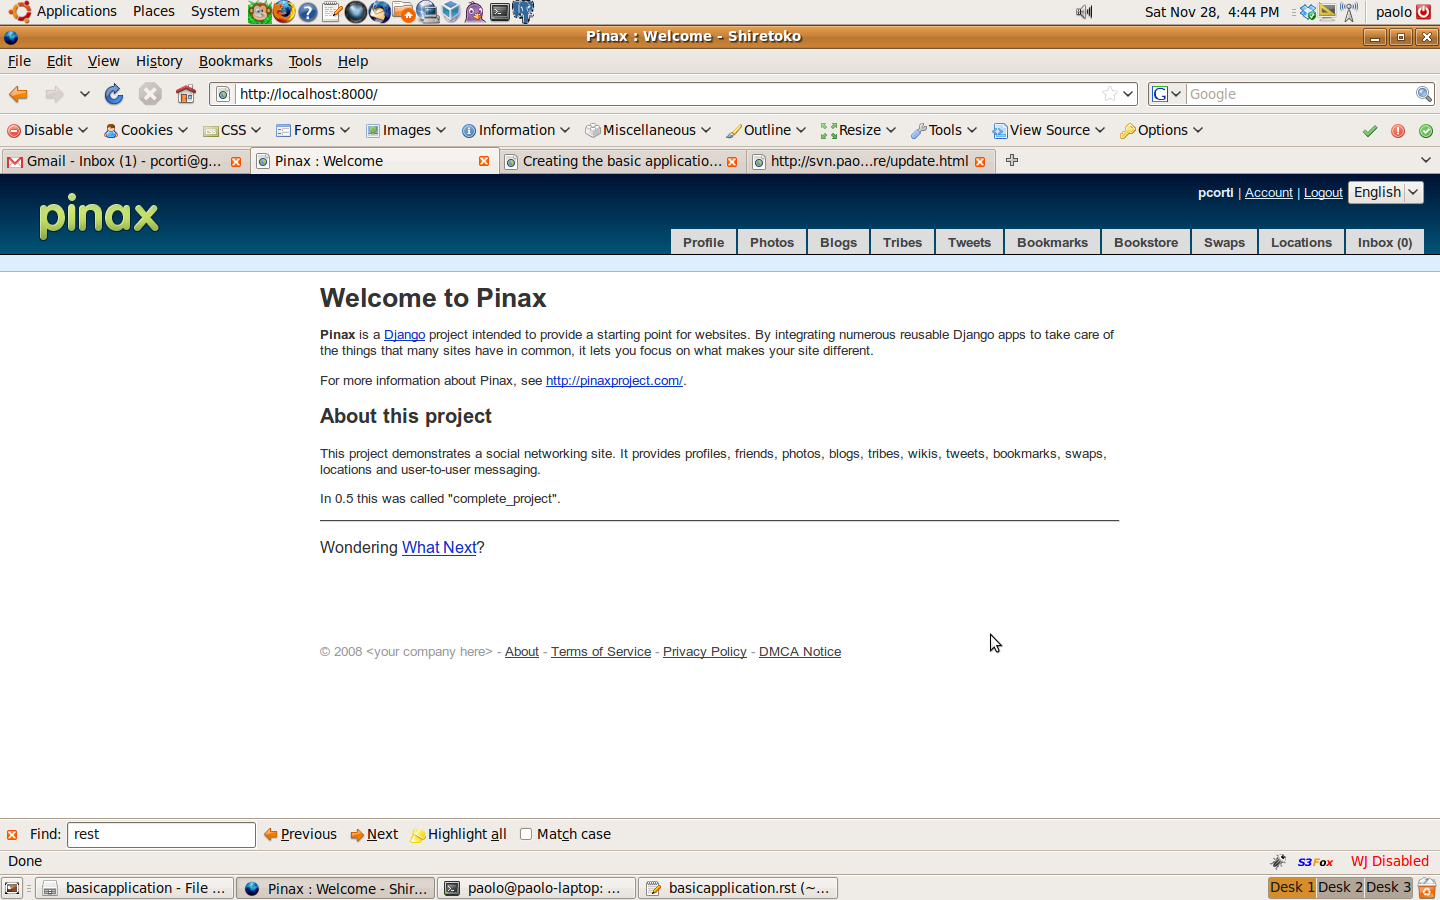 Applications Places System Sat Nov 28, 4:44 PM paolo
Pinax : Welcome - Shiretoko
File Edit View History Bookmarks Tools Help
http://localhost:8000/ G Google
Disable Cookies CSS Forms Images Information Miscellaneous Outline Resize Tools View Source Options
Gmail - Inbox (1) - pcorti@g... Pinax : Welcome Creating the basic applicatio... http://svn.pao...re/update.html
pcorti | Account | Logout English
pinax
Profile Photos Blogs Tribes Tweets Bookmarks Bookstore Swaps Locations Inbox (0)
Welcome to Pinax
Pinax is a Django project intended to provide a starting point for websites. By integrating numerous reusable Django apps to take care of
the things that many sites have in common, it lets you focus on what makes your site different.
For more information about Pinax, see http://pinaxproject.com/.
About this project
This project demonstrates a social networking site. It provides profiles, friends, photos, blogs, tribes, wikis, tweets, bookmarks, swaps,
locations and user-to-user messaging.
In 0.5 this was called "complete_project".
Wondering What Next?
© 2008 <your company here> - About - Terms of Service - Privacy Policy - DMCA Notice
Find: rest Previous Next Highlight all Match case
Done S3Fox WJ Disabled
basicapplication - File ... Pinax : Welcome - Shir... paolo@paolo-laptop: ... basicapplication.rst (~... Desk 1 Desk 2 Desk 3